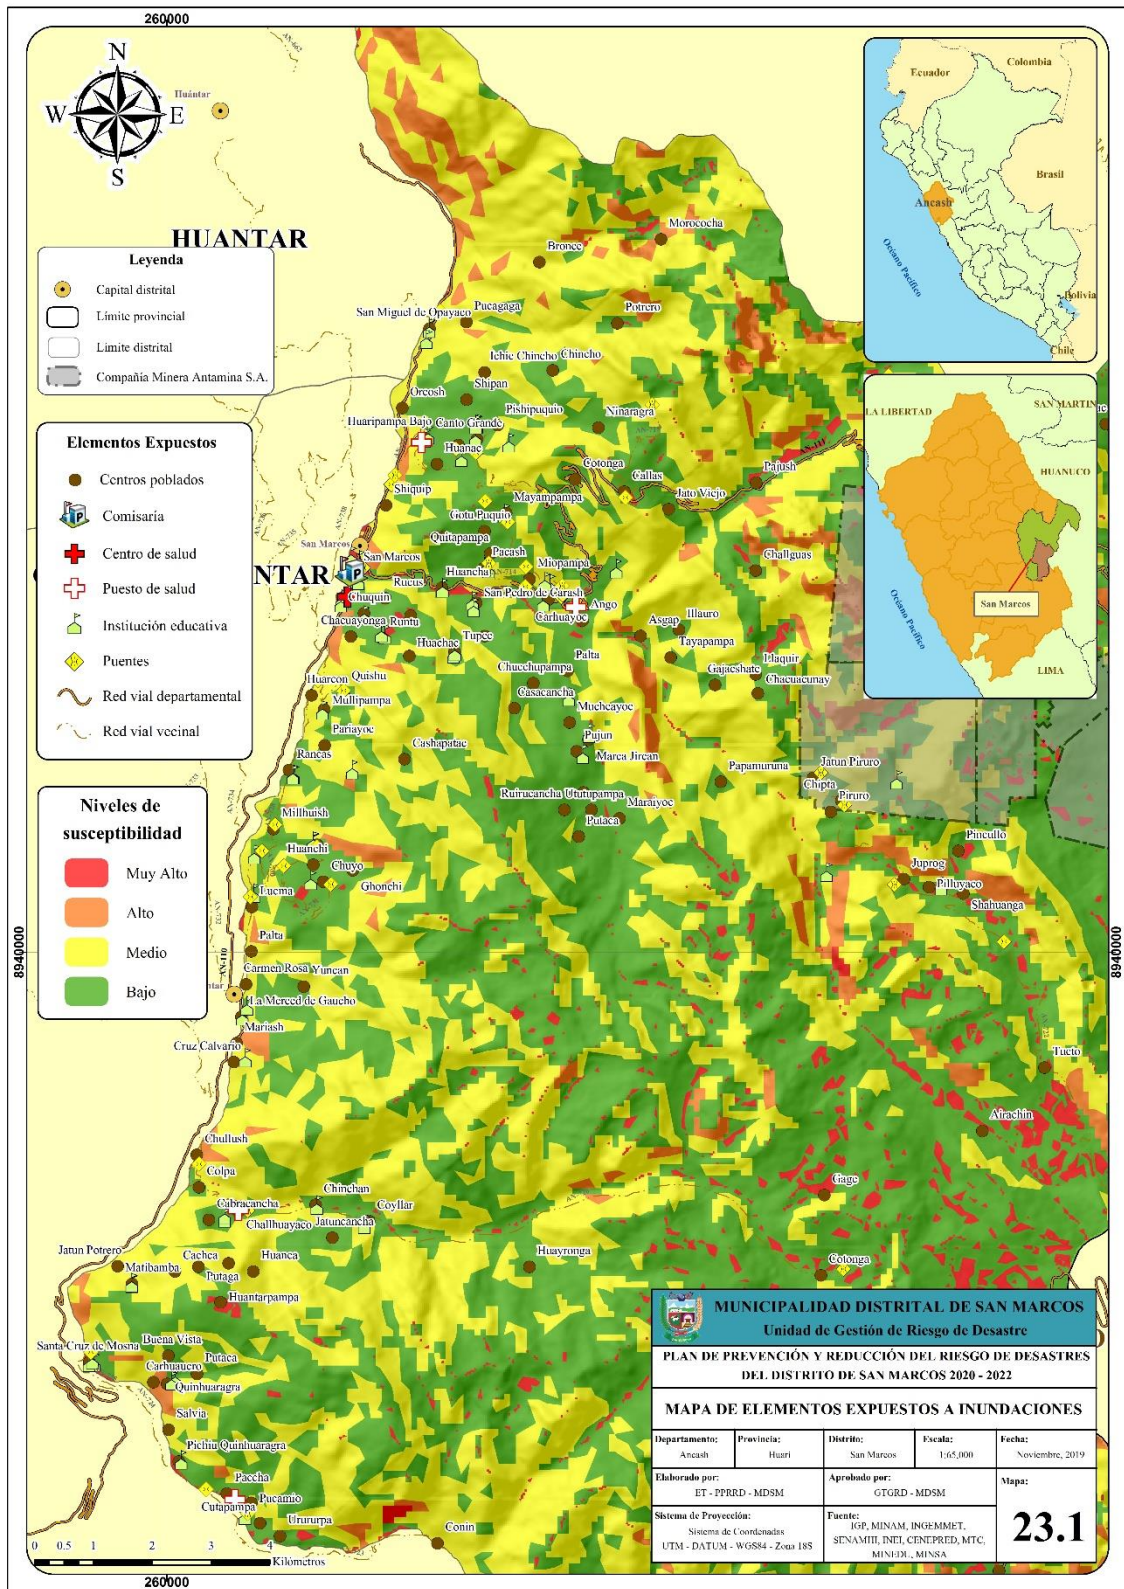 260000
N
W
E
S
Huántar
AN-667
HUANTAR
Leyenda
Capital distrital
Límite provincial
Límite distrital
Compañía Minera Antamina S.A.
Elementos Expuestos
Centros poblados
Comisaría
Centro de salud
Puesto de salud
Institución educativa
Puentes
Red vial departamental
Red vial vecinal
Niveles de
susceptibilidad
Muy Alto
Alto
Medio
Bajo
Ecuador
Colombia
Brasil
Ancash
Océano Pacífico
Bolivia
Chile
LA LIBERTAD
SAN MARTIN
HUANUCO
San Marcos
Océano Pacífico
LIMA
Morococha
Bronce
San Miguel de Opayaco
Pucagaga
Potrero
Ichic Chincho
Chincho
Shipan
Orcosh
Pishipuquio
Ninaragra
Huaripampa Bajo
Canto Grande
Huanac
Cotonga
Callas
Pajush
Shiquip
Mayampampa
Jato Viejo
Gotu Puquio
Quitapampa
San Marcos
San Marcos
Pacash
Challguas
NTAR
Huancha
Miopampa
Rucus
San Pedro de Carash
Ango
Chuquin
Carhuayoc
Illauro
Chacuayonga
Runtu
Asgap
Tayapampa
Huachac
Tupec
Palta
Llaquir
Chucchupampa
Gajacshate
Chacuacunay
Huarcon
Quishu
Casacancha
Mullipampa
Muchcayoc
Pariayoc
Pujun
Rancas
Cashapatac
Marca Jircan
Jatun Piruro
Papamuruna
Chipta
Ruirucancha
Ututupampa
Maraiyoc
Piruro
Millhuish
Putaca
Pincullo
Huanchi
Chuyo
Juprog
Lucma
Ghonchi
Pilluyaco
Shahuanga
8940000
8940000
Palta
AN-110
Carmen Rosa
Yuncan
La Merced de Gaucho
Mariash
Cruz Calvario
Tucto
Airachin
Chullush
Colpa
Gage
Chinchan
Cabracancha
Coyllar
Challhuayaco
Jatuncancha
Jatun Potrero
Cachca
Huanca
Huayronga
Cotonga
Matibamba
Putaga
Huantarpampa
Santa Cruz de Mosna
Buena Vista
Putaca
Carhuaucro
Quinhuaragra
Salvia
Pichiu Quinhuaragra
Paccha
Cutapampa
Pucamio
Urururpa
Conin
MUNICIPALIDAD DISTRITAL DE SAN MARCOS
Unidad de Gestión de Riesgo de Desastre
PLAN DE PREVENCIÓN Y REDUCCIÓN DEL RIESGO DE DESASTRES
DEL DISTRITO DE SAN MARCOS 2020 - 2022
MAPA DE ELEMENTOS EXPUESTOS A INUNDACIONES
Departamento:
Ancash
Provincia:
Huari
Distrito:
San Marcos
Escala:
1:65,000
Fecha:
Noviembre, 2019
Elaborado por:
ET - PPRRD - MDSM
Aprobado por:
GTGRD - MDSM
Mapa:
23.1
Sistema de Proyección:
Sistema de Coordenadas
UTM - DATUM - WGS84 - Zona 18S
Fuente:
IGP, MINAM, INGEMMET,
SENAMHI, INEI, CENEPRED, MTC,
MINEDU, MINSA
0 0.5 1 2 3 4
Kilómetros
260000